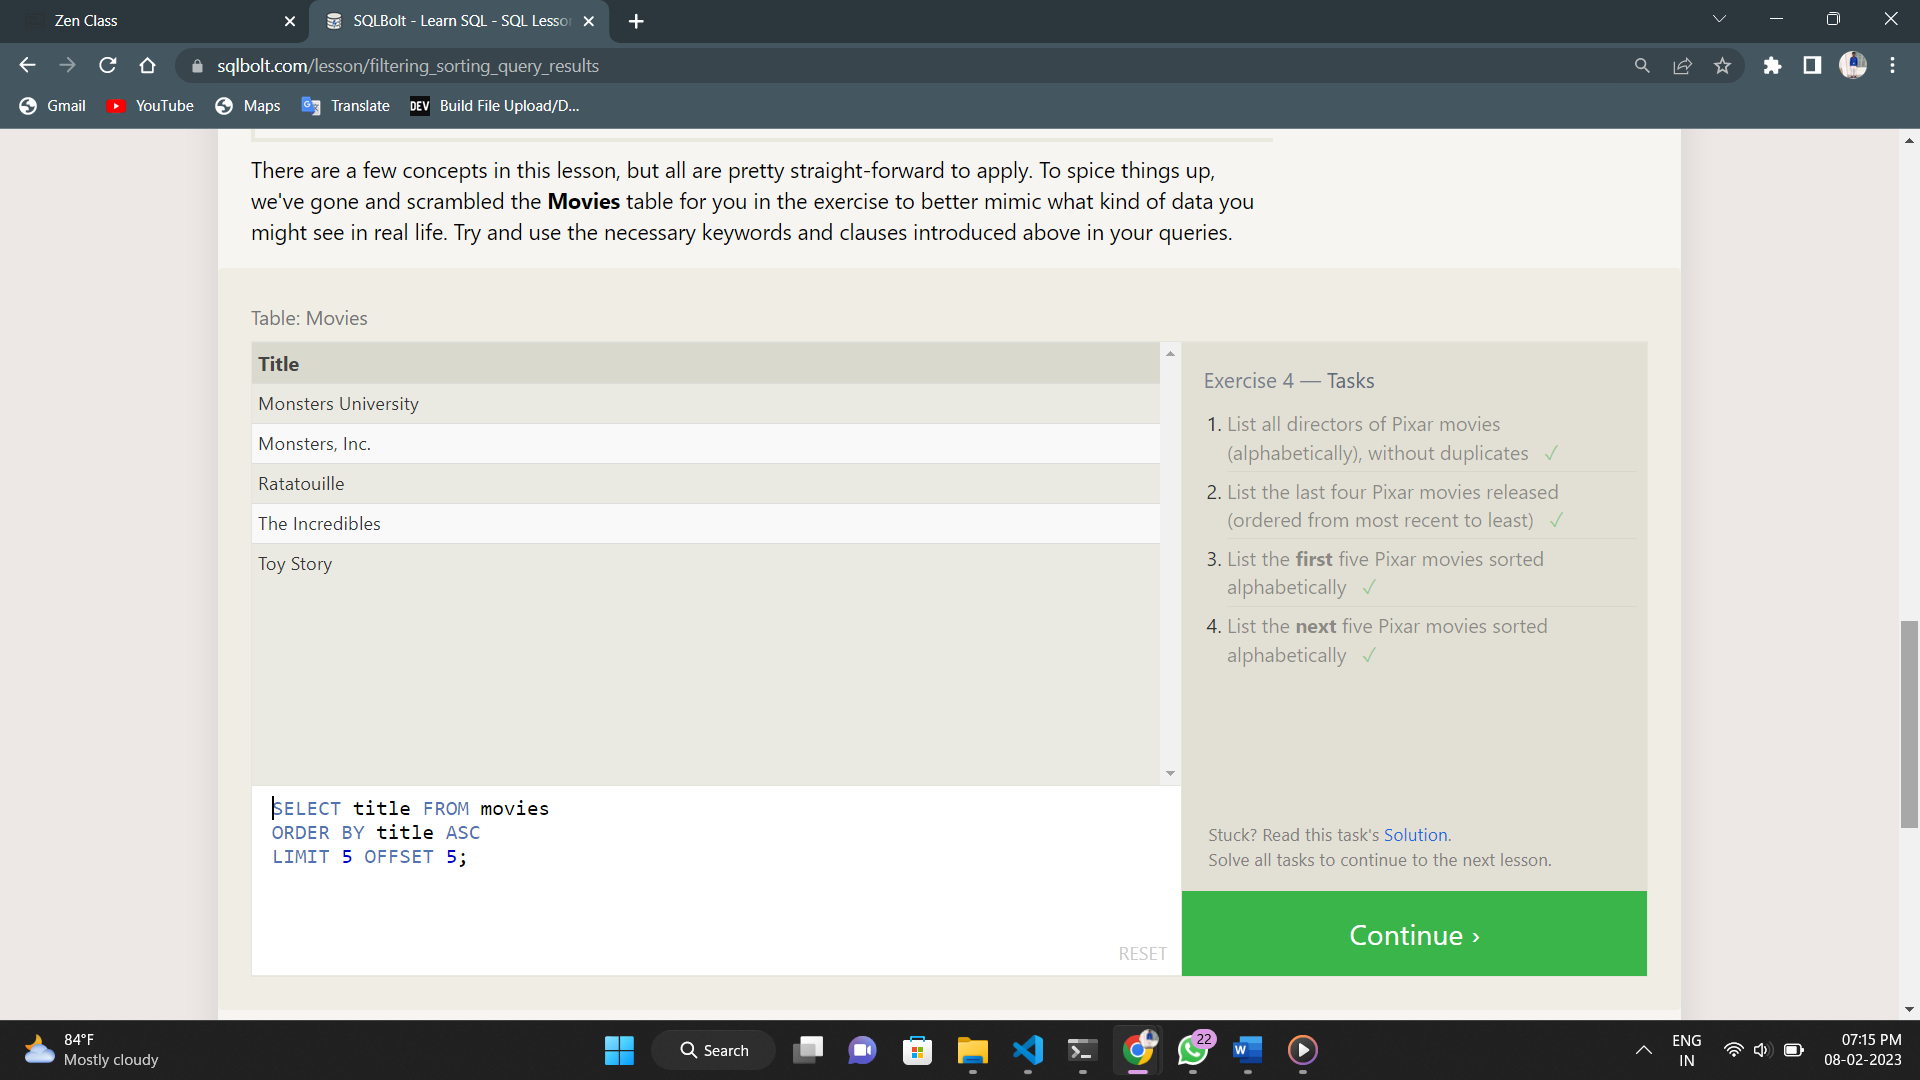 Zen Class
SQLBolt - Learn SQL - SQL Lesson
sqlbolt.com/lesson/filtering_sorting_query_results
Gmail
YouTube
Maps
Translate
DEV
Build File Upload/D...
There are a few concepts in this lesson, but all are pretty straight-forward to apply. To spice things up,
we've gone and scrambled the Movies table for you in the exercise to better mimic what kind of data you
might see in real life. Try and use the necessary keywords and clauses introduced above in your queries.
Table: Movies
Title
Monsters University
Monsters, Inc.
Ratatouille
The Incredibles
Toy Story
SELECT title FROM movies
ORDER BY title ASC
LIMIT 5 OFFSET 5;
RESET
Exercise 4 — Tasks
1. List all directors of Pixar movies
(alphabetically), without duplicates ✓
2. List the last four Pixar movies released
(ordered from most recent to least) ✓
3. List the first five Pixar movies sorted
alphabetically ✓
4. List the next five Pixar movies sorted
alphabetically ✓
Stuck? Read this task's Solution.
Solve all tasks to continue to the next lesson.
Continue ›
84°F
Mostly cloudy
Search
22
ENG
IN
07:15 PM
08-02-2023